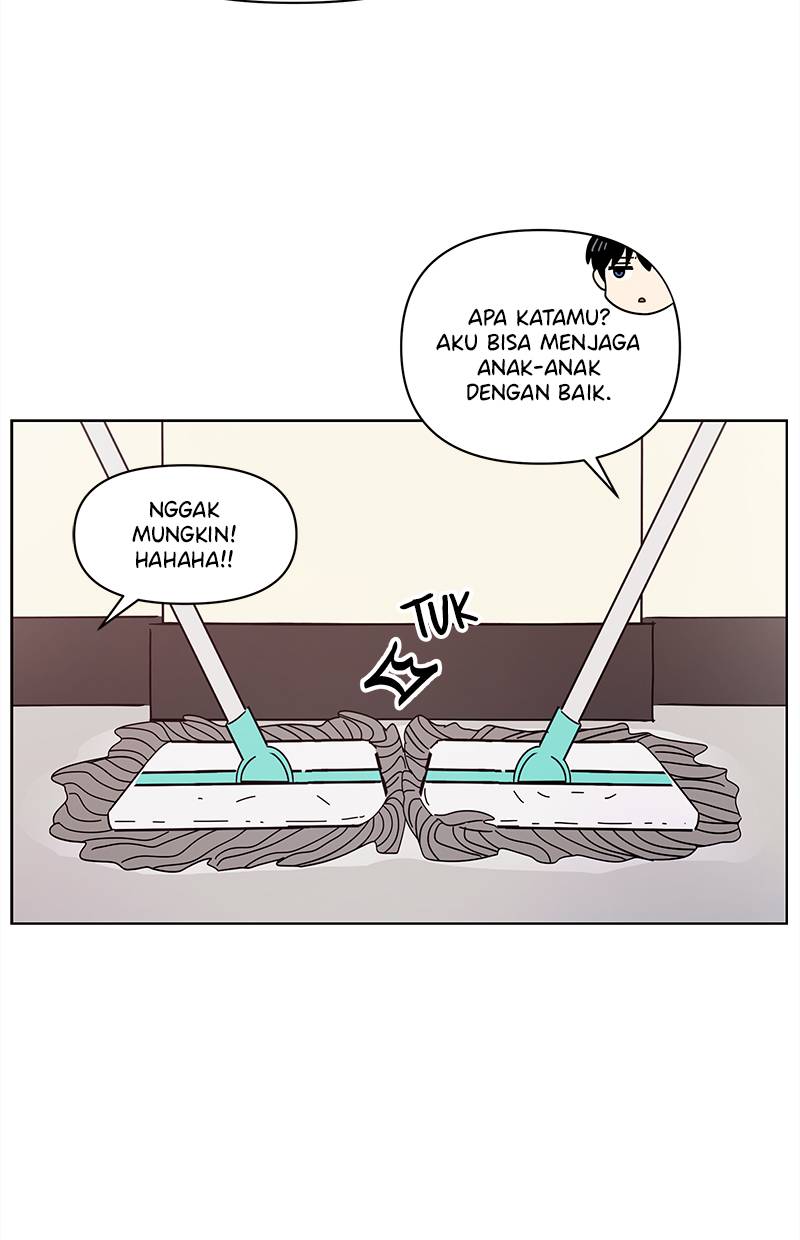 APA KATAMU?
AKU BISA MENJAGA
ANAK-ANAK
DENGAN BAIK.
NGGAK
MUNGKIN!
HAHAHA!!
TUK